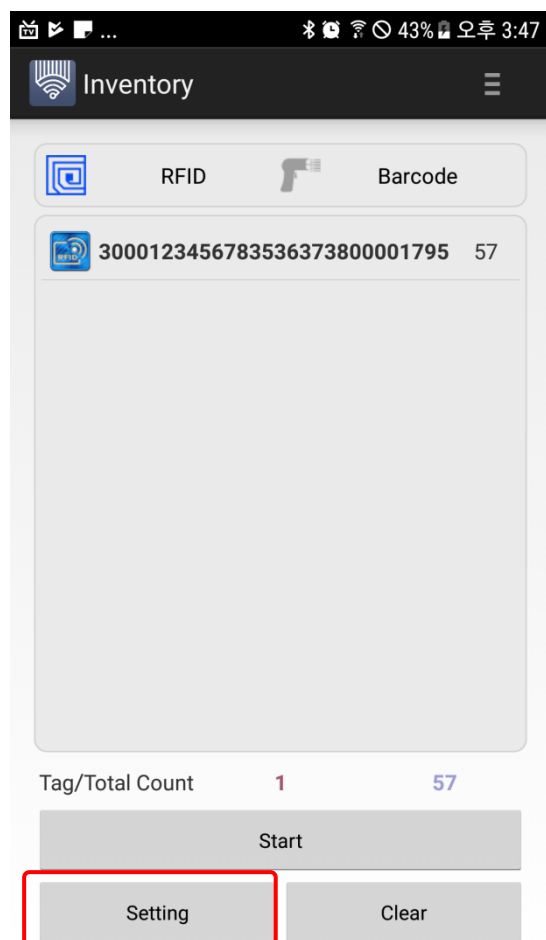 ... 43% 오후 3:47
Inventory
RFID Barcode
RFID 300012345678353637380001795 57
Tag/Total Count 1 57
Start
Setting Clear